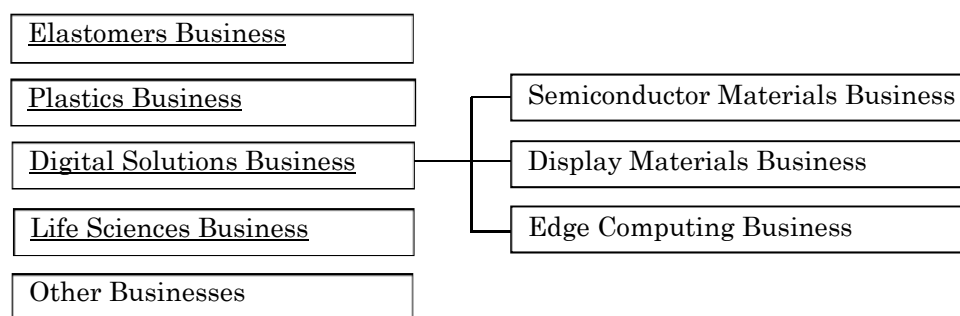 Elastomers Business
Plastics Business
Digital Solutions Business
Life Sciences Business
Other Businesses
Semiconductor Materials Business
Display Materials Business
Edge Computing Business